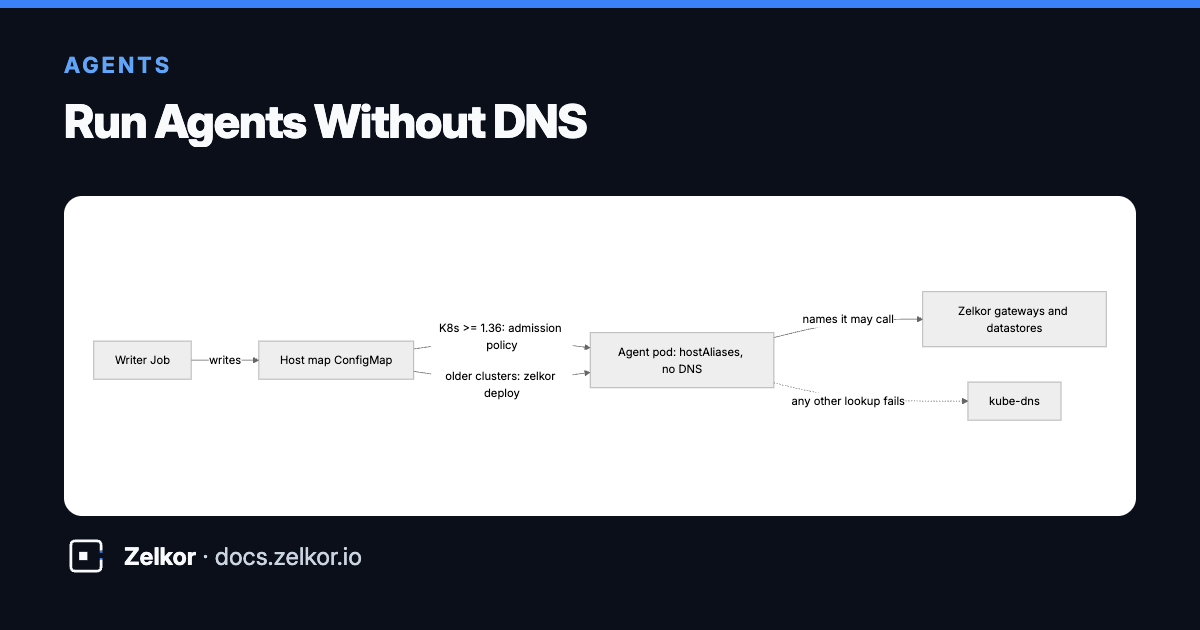 AGENTS
Run Agents Without DNS
Writer Job
writes
Host map ConfigMap
K8s >= 1.36: admission
policy
older clusters: zelkor
deploy
Agent pod: hostAliases,
no DNS
names it may call
Zelkor gateways and
datastores
any other lookup fails
kube-dns
Zelkor · docs.zelkor.io